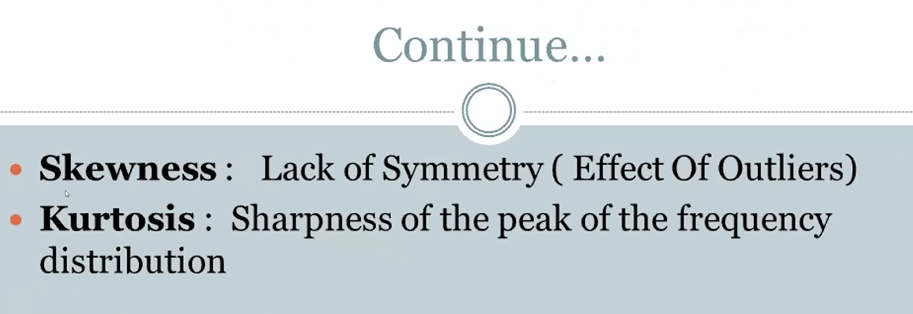 Continue...
• Skewness : Lack of Symmetry ( Effect Of Outliers)
• Kurtosis : Sharpness of the peak of the frequency
distribution